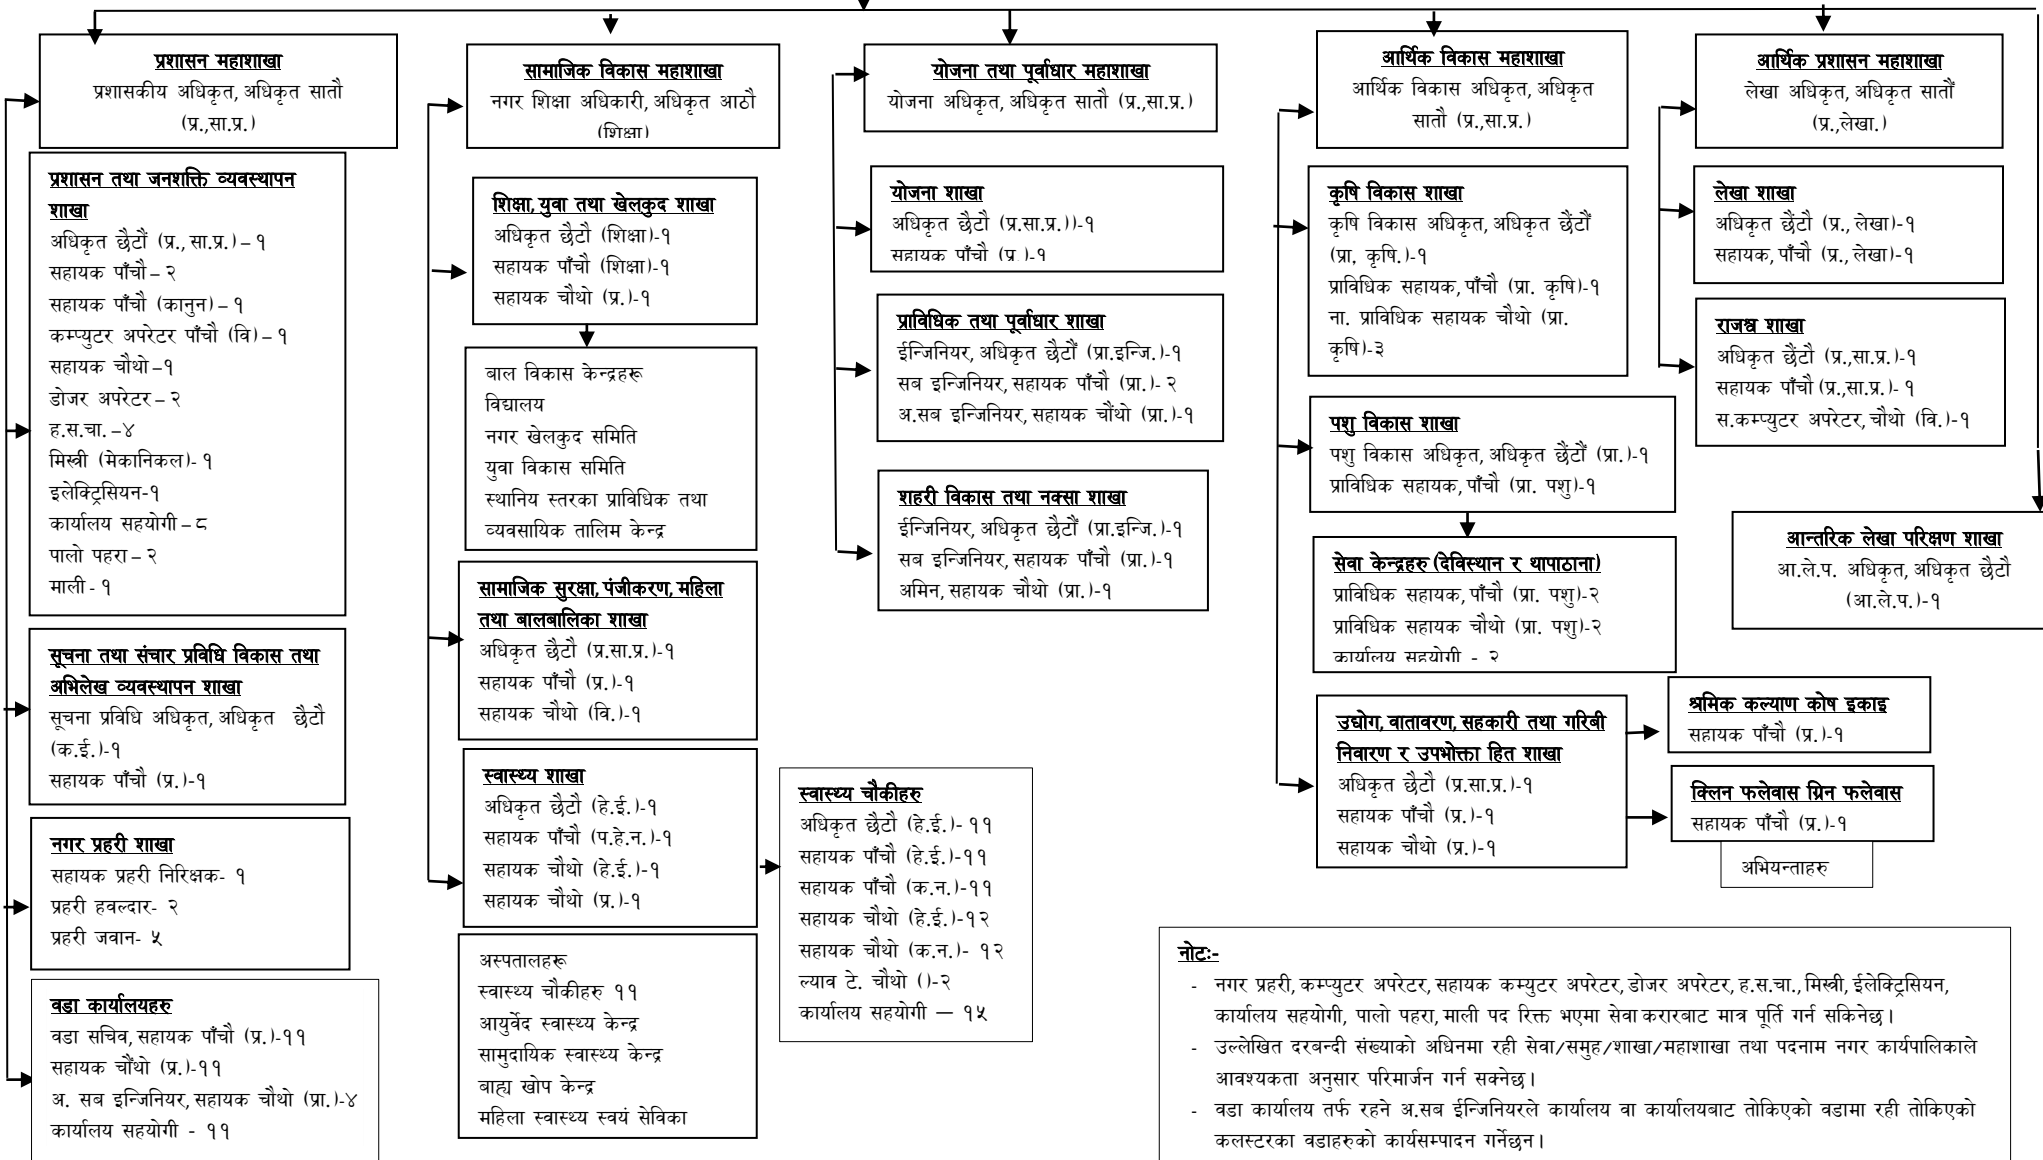 प्रशासन महाशाखा
प्रशासकीय अधिकृत, अधिकृत सातौ
(प्र.,सा.प्र.)
प्रशासन तथा जनशक्ति व्यवस्थापन
शाखा
अधिकृत छैटौं (प्र., सा.प्र.) – १
सहायक पाँचौ – २
सहायक पाँचौ (कानुन) – १
कम्प्युटर अपरेटर पाँचौ (वि) – १
सहायक चौथो –१
डोजर अपरेटर – २
ह.स.चा. –४
मिस्त्री (मेकानिकल)- १
इलेक्ट्रिसियन-१
कार्यालय सहयोगी – ८
पालो पहरा – २
माली - १
सूचना तथा संचार प्रविधि विकास तथा
अभिलेख व्यवस्थापन शाखा
सूचना प्रविधि अधिकृत, अधिकृत छैटौ
(क.ई.)-१
सहायक पाँचौ (प्र.)-१
नगर प्रहरी शाखा
सहायक प्रहरी निरिक्षक- १
प्रहरी हवल्दार- २
प्रहरी जवान- ५
वडा कार्यालयहरु
वडा सचिव, सहायक पाँचौ (प्र.)-११
सहायक चौंथो (प्र.)-११
अ. सब इन्जिनियर, सहायक चौथो (प्रा.)-४
कार्यालय सहयोगी - ११
सामाजिक विकास महाशाखा
नगर शिक्षा अधिकारी, अधिकृत आठौ
(शिक्षा)
शिक्षा, युवा तथा खेलकुद शाखा
अधिकृत छैटौ (शिक्षा)-१
सहायक पाँचौ (शिक्षा)-१
सहायक चौथो (प्र.)-१
बाल विकास केन्द्रहरू
विद्यालय
नगर खेलकुद समिति
युवा विकास समिति
स्थानिय स्तरका प्राविधिक तथा
व्यवसायिक तालिम केन्द्र
सामाजिक सुरक्षा, पंजीकरण, महिला
तथा बालबालिका शाखा
अधिकृत छैटौ (प्र.सा.प्र.)-१
सहायक पाँचौ (प्र.)-१
सहायक चौथो (वि.)-१
स्वास्थ्य शाखा
अधिकृत छैटौ (हे.ई.)-१
सहायक पाँचौ (प.हे.न.)-१
सहायक चौथो (हे.ई.)-१
सहायक चौथो (प्र.)-१
अस्पतालहरू
स्वास्थ्य चौकीहरु ११
आयुर्वेद स्वास्थ्य केन्द्र
सामुदायिक स्वास्थ्य केन्द्र
बाह्य खोप केन्द्र
महिला स्वास्थ्य स्वयं सेविका
स्वास्थ्य चौकीहरु
अधिकृत छैटौ (हे.ई.)- ११
सहायक पाँचौ (हे.ई.)-११
सहायक पाँचौ (क.न.)-११
सहायक चौथो (हे.ई.)-१२
सहायक चौथो (क.न.)- १२
ल्याव टे. चौथो ()-२
कार्यालय सहयोगी — १५
योजना तथा पूर्वाधार महाशाखा
योजना अधिकृत, अधिकृत सातौ (प्र.,सा.प्र.)
योजना शाखा
अधिकृत छैटौ (प्र.सा.प्र.))-१
सहायक पाँचौ (प्र.)-१
प्राविधिक तथा पूर्वाधार शाखा
ईन्जिनियर, अधिकृत छैटौं (प्रा.इन्जि.)-१
सब इन्जिनियर, सहायक पाँचौ (प्रा.)- २
अ.सब इन्जिनियर, सहायक चौंथो (प्रा.)-१
शहरी विकास तथा नक्सा शाखा
ईन्जिनियर, अधिकृत छैटौं (प्रा.इन्जि.)-१
सब इन्जिनियर, सहायक पाँचौ (प्रा.)-१
अमिन, सहायक चौथो (प्रा.)-१
आर्थिक विकास महाशाखा
आर्थिक विकास अधिकृत, अधिकृत
सातौ (प्र.,सा.प्र.)
कृषि विकास शाखा
कृषि विकास अधिकृत, अधिकृत छैंटौं
(प्रा, कृषि.)-१
प्राविधिक सहायक, पाँचौ (प्रा. कृषि)-१
ना. प्राविधिक सहायक चौथो (प्रा.
कृषि)-३
पशु विकास शाखा
पशु विकास अधिकृत, अधिकृत छैंटौं (प्रा.)-१
प्राविधिक सहायक, पाँचौ (प्रा. पशु)-१
सेवा केन्द्रहरु (देविस्थान र थापाठाना)
प्राविधिक सहायक, पाँचौ (प्रा. पशु)-२
प्राविधिक सहायक चौथो (प्रा. पशु)-२
कार्यालय सहयोगी - २
उद्योग, वातावरण, सहकारी तथा गरिबी
निवारण र उपभोक्ता हित शाखा
अधिकृत छैटौ (प्र.सा.प्र.)-१
सहायक पाँचौ (प्र.)-१
सहायक चौथो (प्र.)-१
श्रमिक कल्याण कोष इकाइ
सहायक पाँचौ (प्र.)-१
क्लिन फलेवास ग्रिन फलेवास
सहायक पाँचौ (प्र.)-१
अभियन्ताहरु
आर्थिक प्रशासन महाशाखा
लेखा अधिकृत, अधिकृत सातौं
(प्र.,लेखा.)
लेखा शाखा
अधिकृत छैंटौ (प्र., लेखा)-१
सहायक, पाँचौ (प्र., लेखा)-१
राजश्व शाखा
अधिकृत छैंटौ (प्र.,सा.प्र.)-१
सहायक पाँचौ (प्र.,सा.प्र.)- १
स.कम्प्युटर अपरेटर, चौथो (वि.)-१
आन्तरिक लेखा परिक्षण शाखा
आ.ले.प. अधिकृत, अधिकृत छैटौ
(आ.ले.प.)-१
नोटः-
- नगर प्रहरी, कम्प्युटर अपरेटर, सहायक कम्युटर अपरेटर, डोजर अपरेटर, ह.स.चा., मिस्त्री, ईलेक्ट्रिसियन,
कार्यालय सहयोगी, पालो पहरा, माली पद रिक्त भएमा सेवा करारबाट मात्र पूर्ति गर्न सकिनेछ।
- उल्लेखित दरबन्दी संख्याको अधिनमा रही सेवा/समुह/शाखा/महाशाखा तथा पदनाम नगर कार्यपालिकाले
आवश्यकता अनुसार परिमार्जन गर्न सक्नेछ।
- वडा कार्यालय तर्फ रहने अ.सब ईन्जिनियरले कार्यालय वा कार्यालयबाट तोकिएको वडामा रही तोकिएको
कलस्टरका वडाहरुको कार्यसम्पादन गर्नेछन।